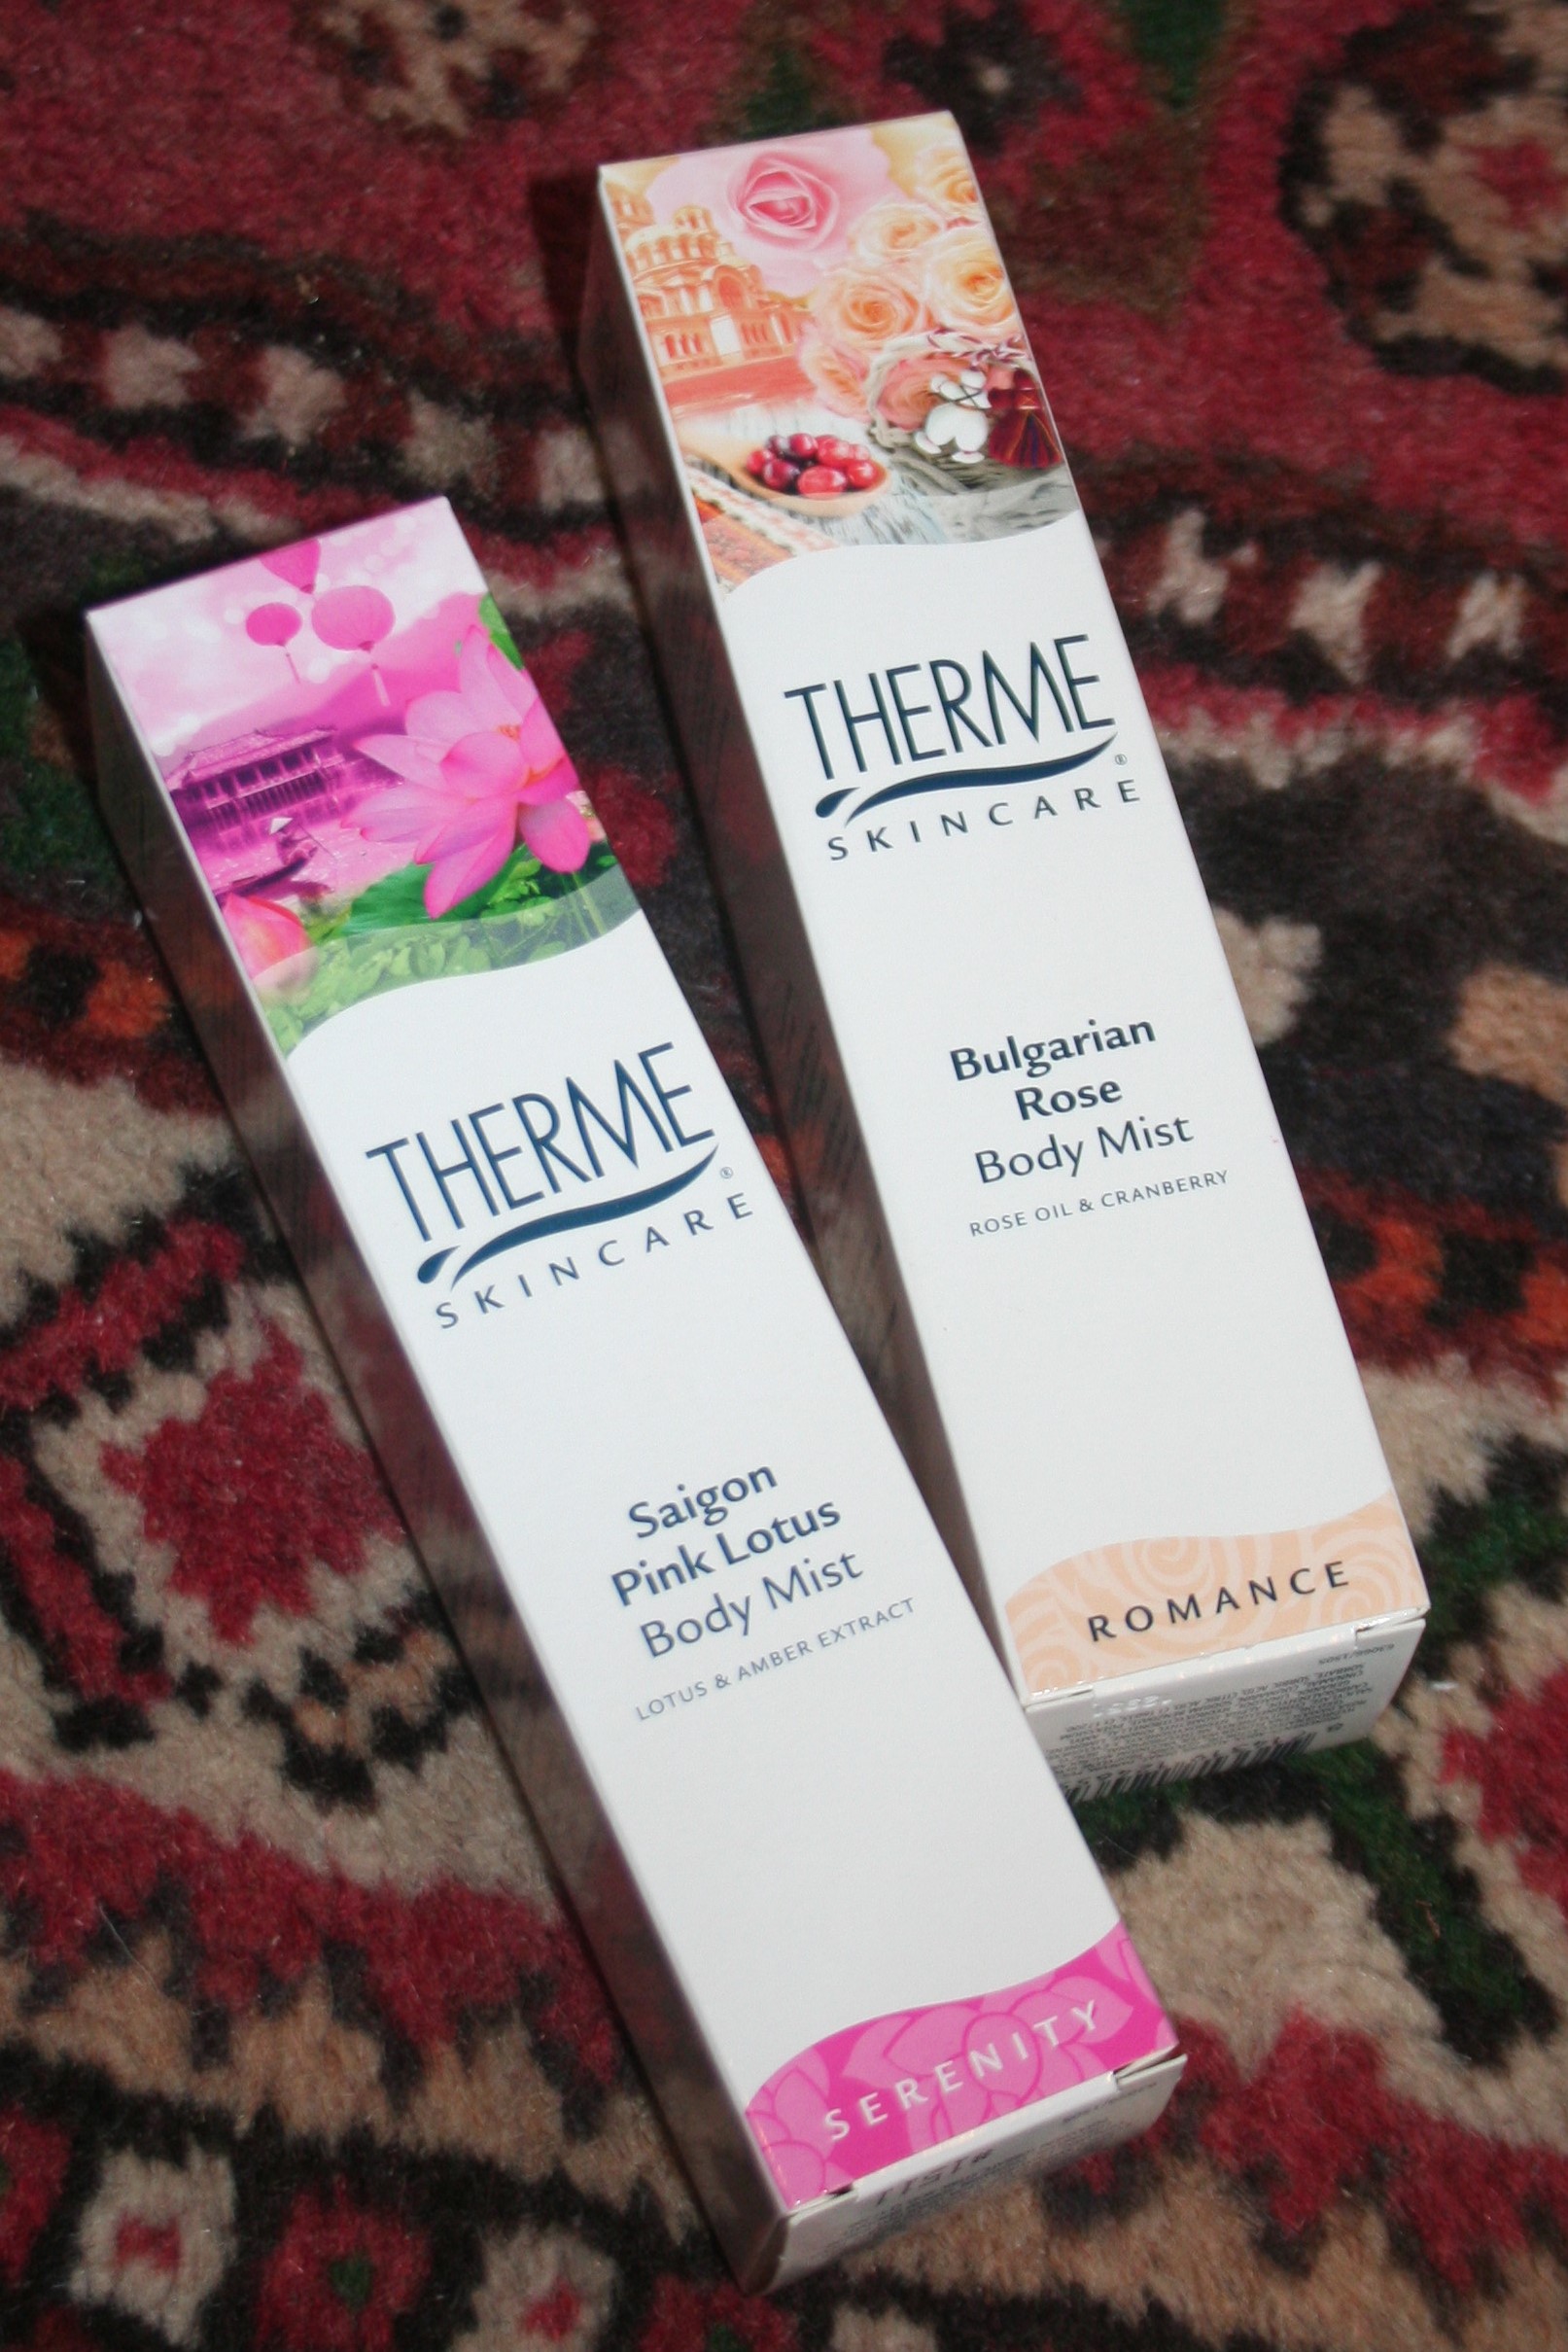 THERME
®
SKINCARE
Saigon
Pink Lotus
Body Mist
LOTUS & AMBER EXTRACT
SERENITY
THERME
®
SKINCARE
Bulgarian
Rose
Body Mist
ROSE OIL & CRANBERRY
ROMANCE